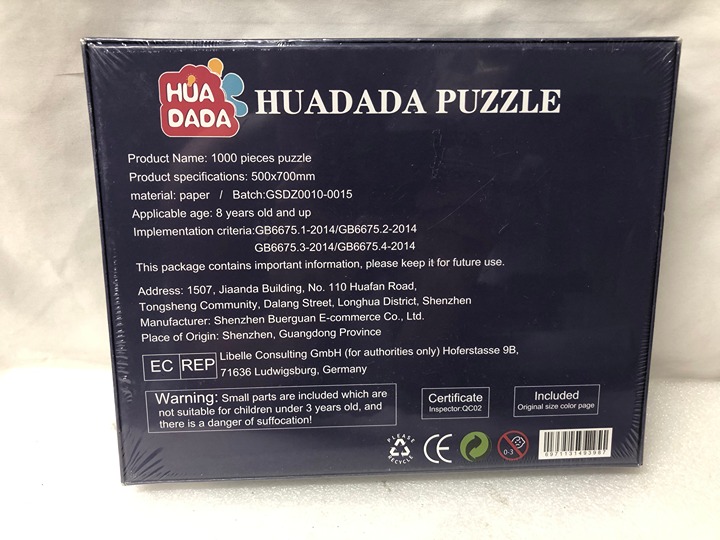 HUA
DADA
HUADADA PUZZLE
Product Name: 1000 pieces puzzle
Product specifications: 500x700mm
material: paper / Batch:GSDZ0010-0015
Applicable age: 8 years old and up
Implementation criteria:GB6675.1-2014/GB6675.2-2014
GB6675.3-2014/GB6675.4-2014
This package contains important information, please keep it for future use.
Address: 1507, Jiaanda Building, No. 110 Huafan Road,
Tongsheng Community, Dalang Street, Longhua District, Shenzhen
Manufacturer: Shenzhen Buerguan E-commerce Co., Ltd.
Place of Origin: Shenzhen, Guangdong Province
EC REP
Libelle Consulting GmbH (for authorities only) Hoferstasse 9B,
71636 Ludwigsburg, Germany
Warning: Small parts are included which are
not suitable for children under 3 years old, and
there is a danger of suffocation!
Certificate
Inspector:QC02
Included
Original size color page
PLEASE
RECYCLE
CE
0-3
6971131493967